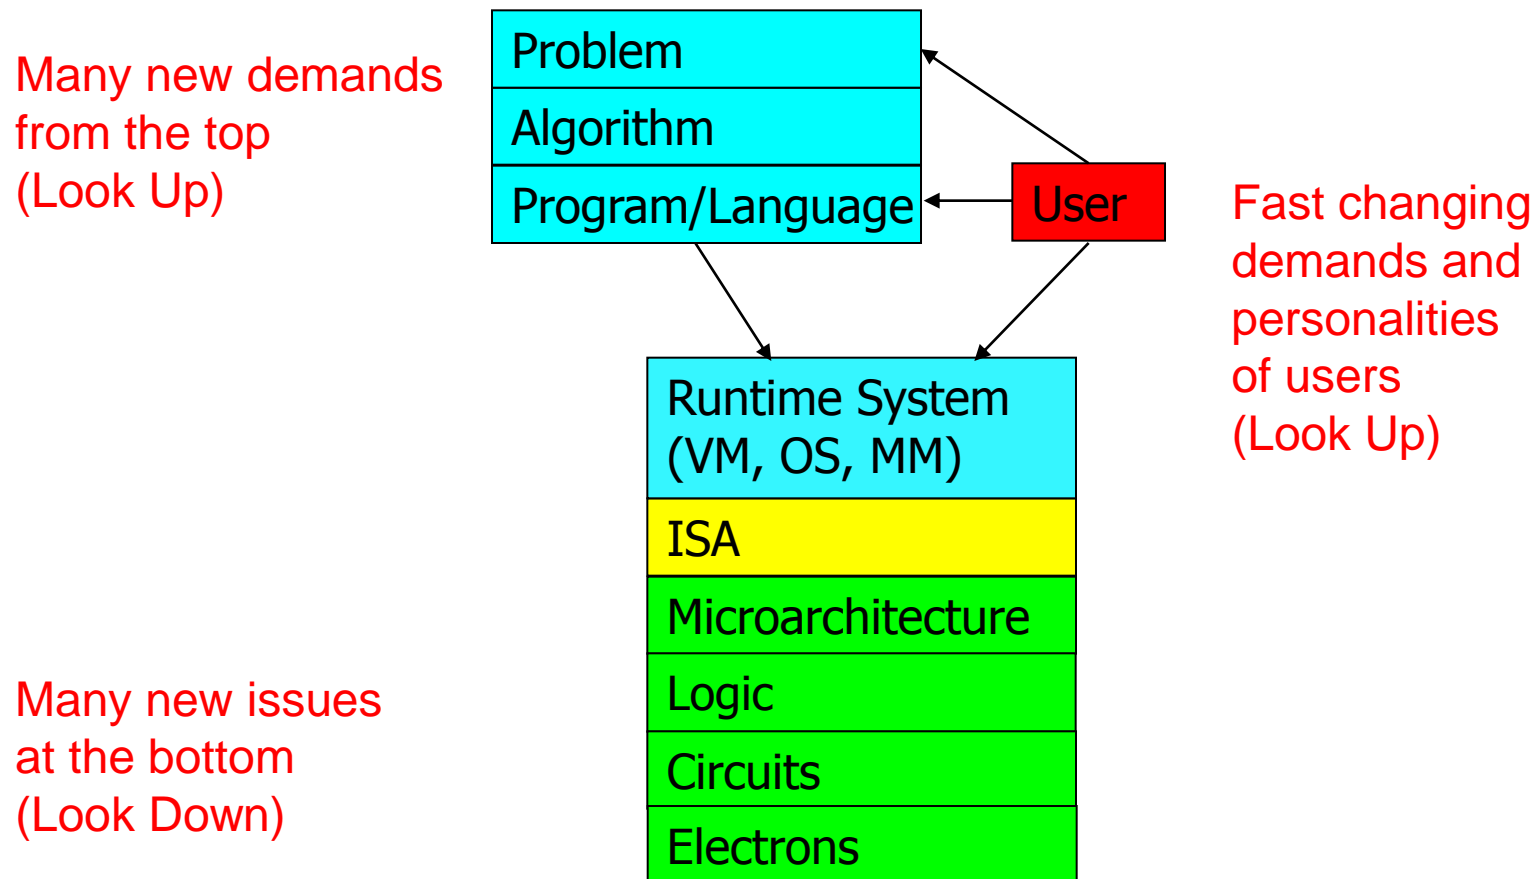 Many new demands
from the top
(Look Up)
Problem
Algorithm
Program/Language
User
Fast changing
demands and
personalities
of users
(Look Up)
Runtime System
(VM, OS, MM)
ISA
Microarchitecture
Logic
Circuits
Electrons
Many new issues
at the bottom
(Look Down)